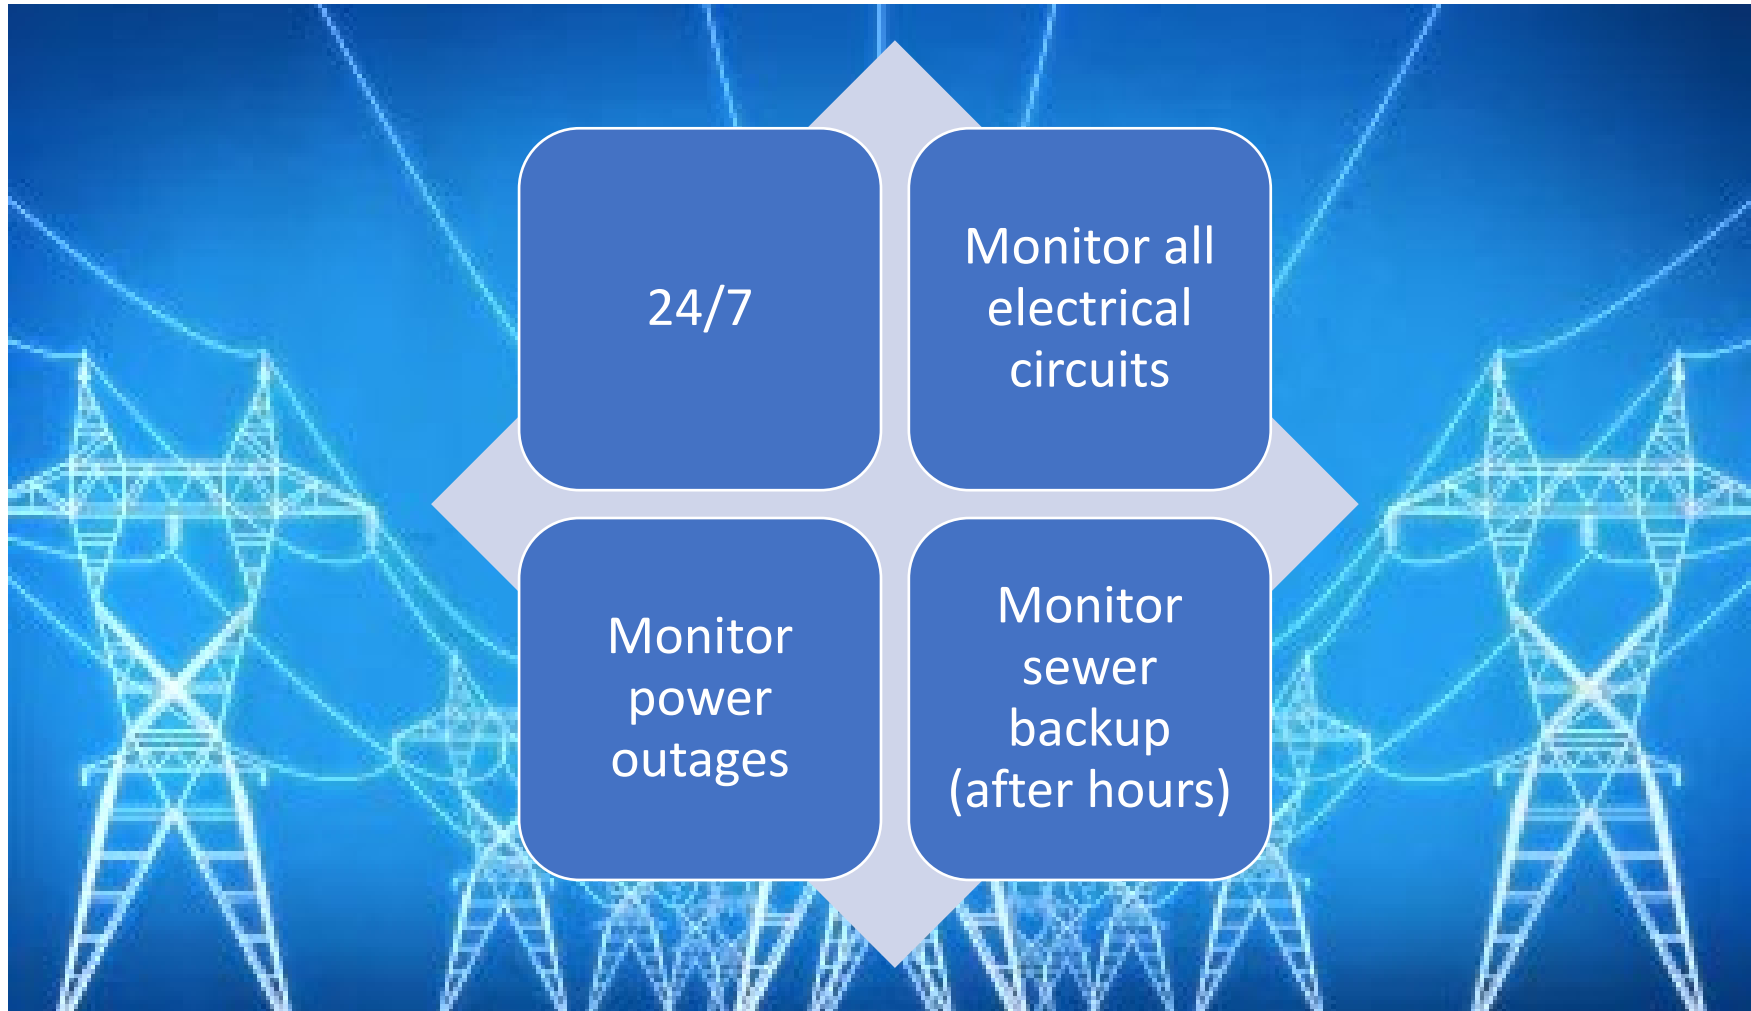 24/7
Monitor all
electrical
circuits
Monitor
power
outages
Monitor
sewer
backup
(after hours)